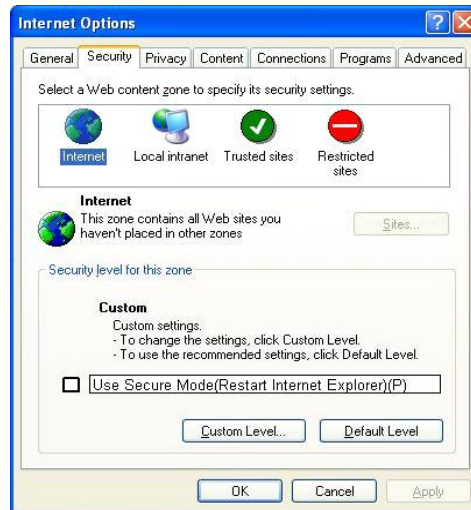 Internet Options
General Security Privacy Content Connections Programs Advanced
Select a Web content zone to specify its security settings.
Internet Local intranet Trusted sites Restricted sites
Internet
This zone contains all Web sites you
haven't placed in other zones
Sites...
Security level for this zone
Custom
Custom settings.
- To change the settings, click Custom Level.
- To use the recommended settings, click Default Level.
Use Secure Mode(Restart Internet Explorer)(P)
Custom Level... Default Level
OK Cancel Apply